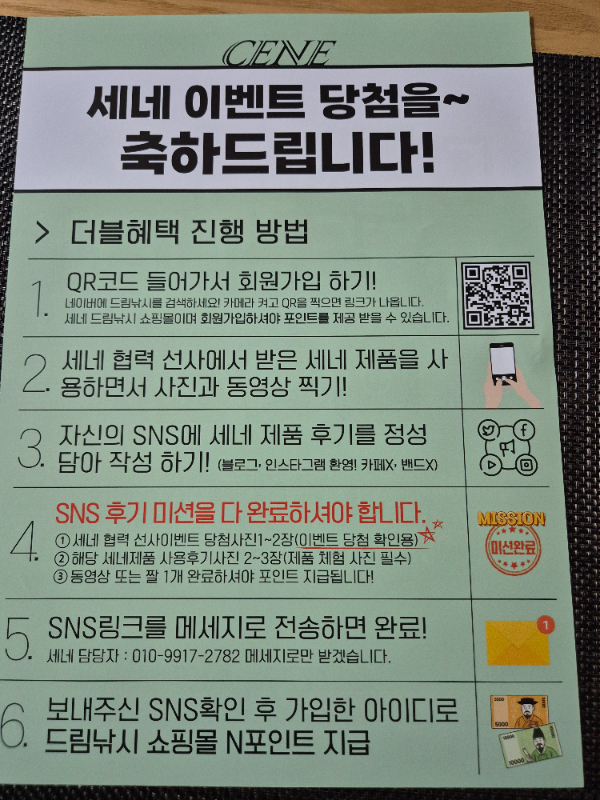 CENE
세네 이벤트 당첨을~
축하드립니다!
> 더블혜택 진행 방법
1. QR코드 들어가서 회원가입 하기!
네이버에 드림낚시를 검색하세요! 카메라 켜고 QR을 찍으면 링크가 나옵니다.
세네 드림낚시 쇼핑몰이며 회원가입하셔야 포인트를 제공 받을 수 있습니다.
2. 세네 협력 선사에서 받은 세네 제품을 사
용하면서 사진과 동영상 찍기!
3. 자신의 SNS에 세네 제품 후기를 정성
담아 작성 하기! (블로그, 인스타그램 환영! 카페X, 밴드X)
4. SNS 후기 미션을 다 완료하셔야 합니다.
① 세네 협력 선사이벤트 당첨사진1~2장(이벤트 당첨 확인용)
② 해당 세네제품 사용후기사진 2~3장(제품 체험 사진 필수)
③ 동영상 또는 짤 1개 완료하셔야 포인트 지급됩니다!
MISSION
미션완료
5. SNS링크를 메세지로 전송하면 완료!
세네 담당자 : 010-9917-2782 메세지로만 받겠습니다.
1
6. 보내주신 SNS확인 후 가입한 아이디로
드림낚시 쇼핑몰 N포인트 지급
5000
10000